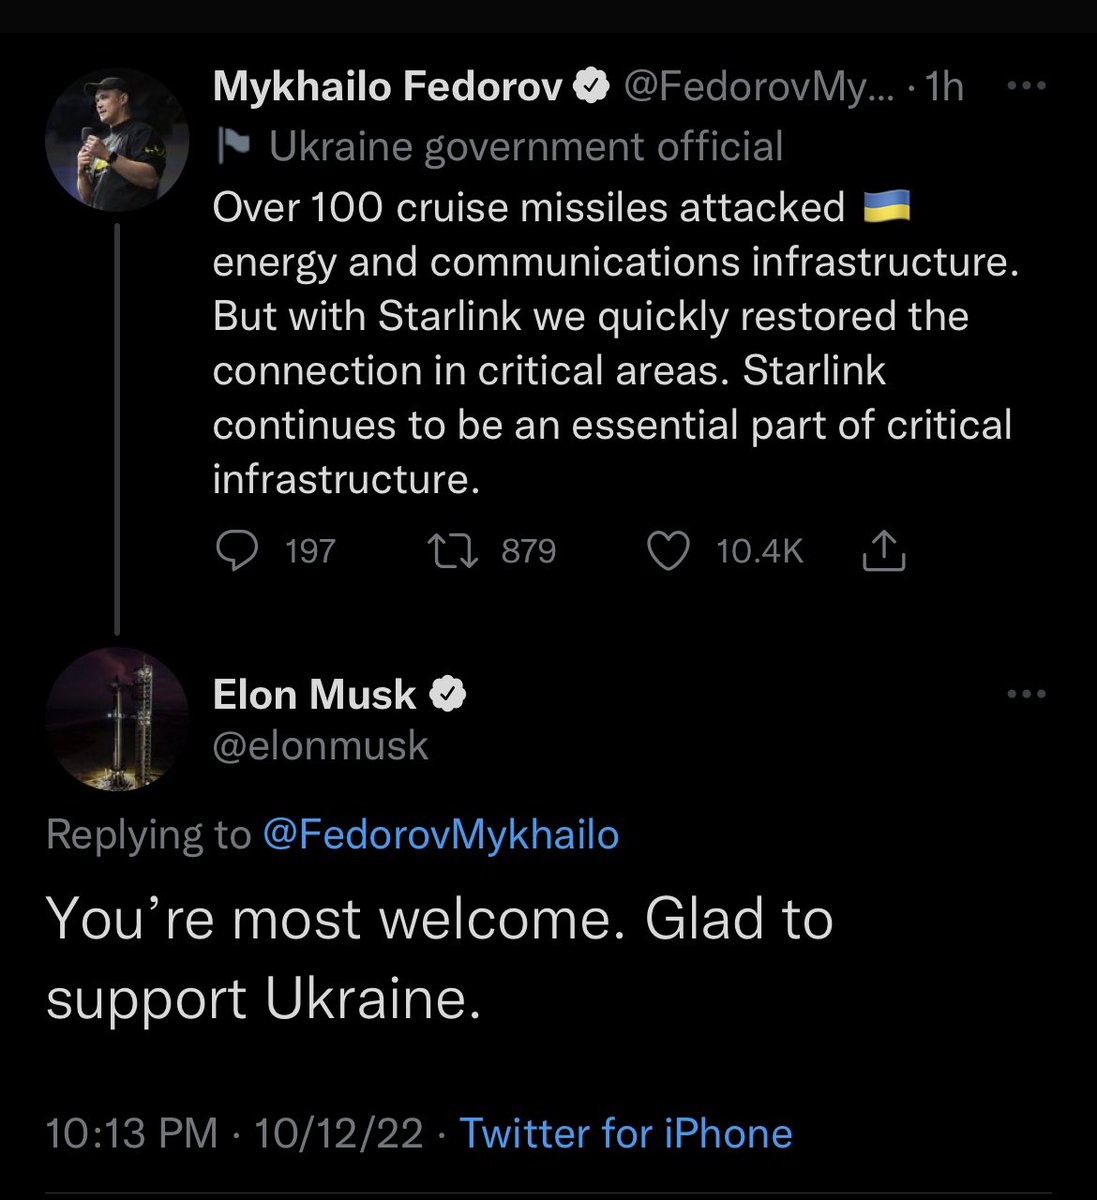 Mykhailo Fedorov @FedorovMy... · 1h
Ukraine government official
Over 100 cruise missiles attacked 🇺🇦
energy and communications infrastructure.
But with Starlink we quickly restored the
connection in critical areas. Starlink
continues to be an essential part of critical
infrastructure.
197 879 10.4K
Elon Musk
@elonmusk
Replying to @FedorovMykhailo
You’re most welcome. Glad to
support Ukraine.
10:13 PM · 10/12/22 · Twitter for iPhone